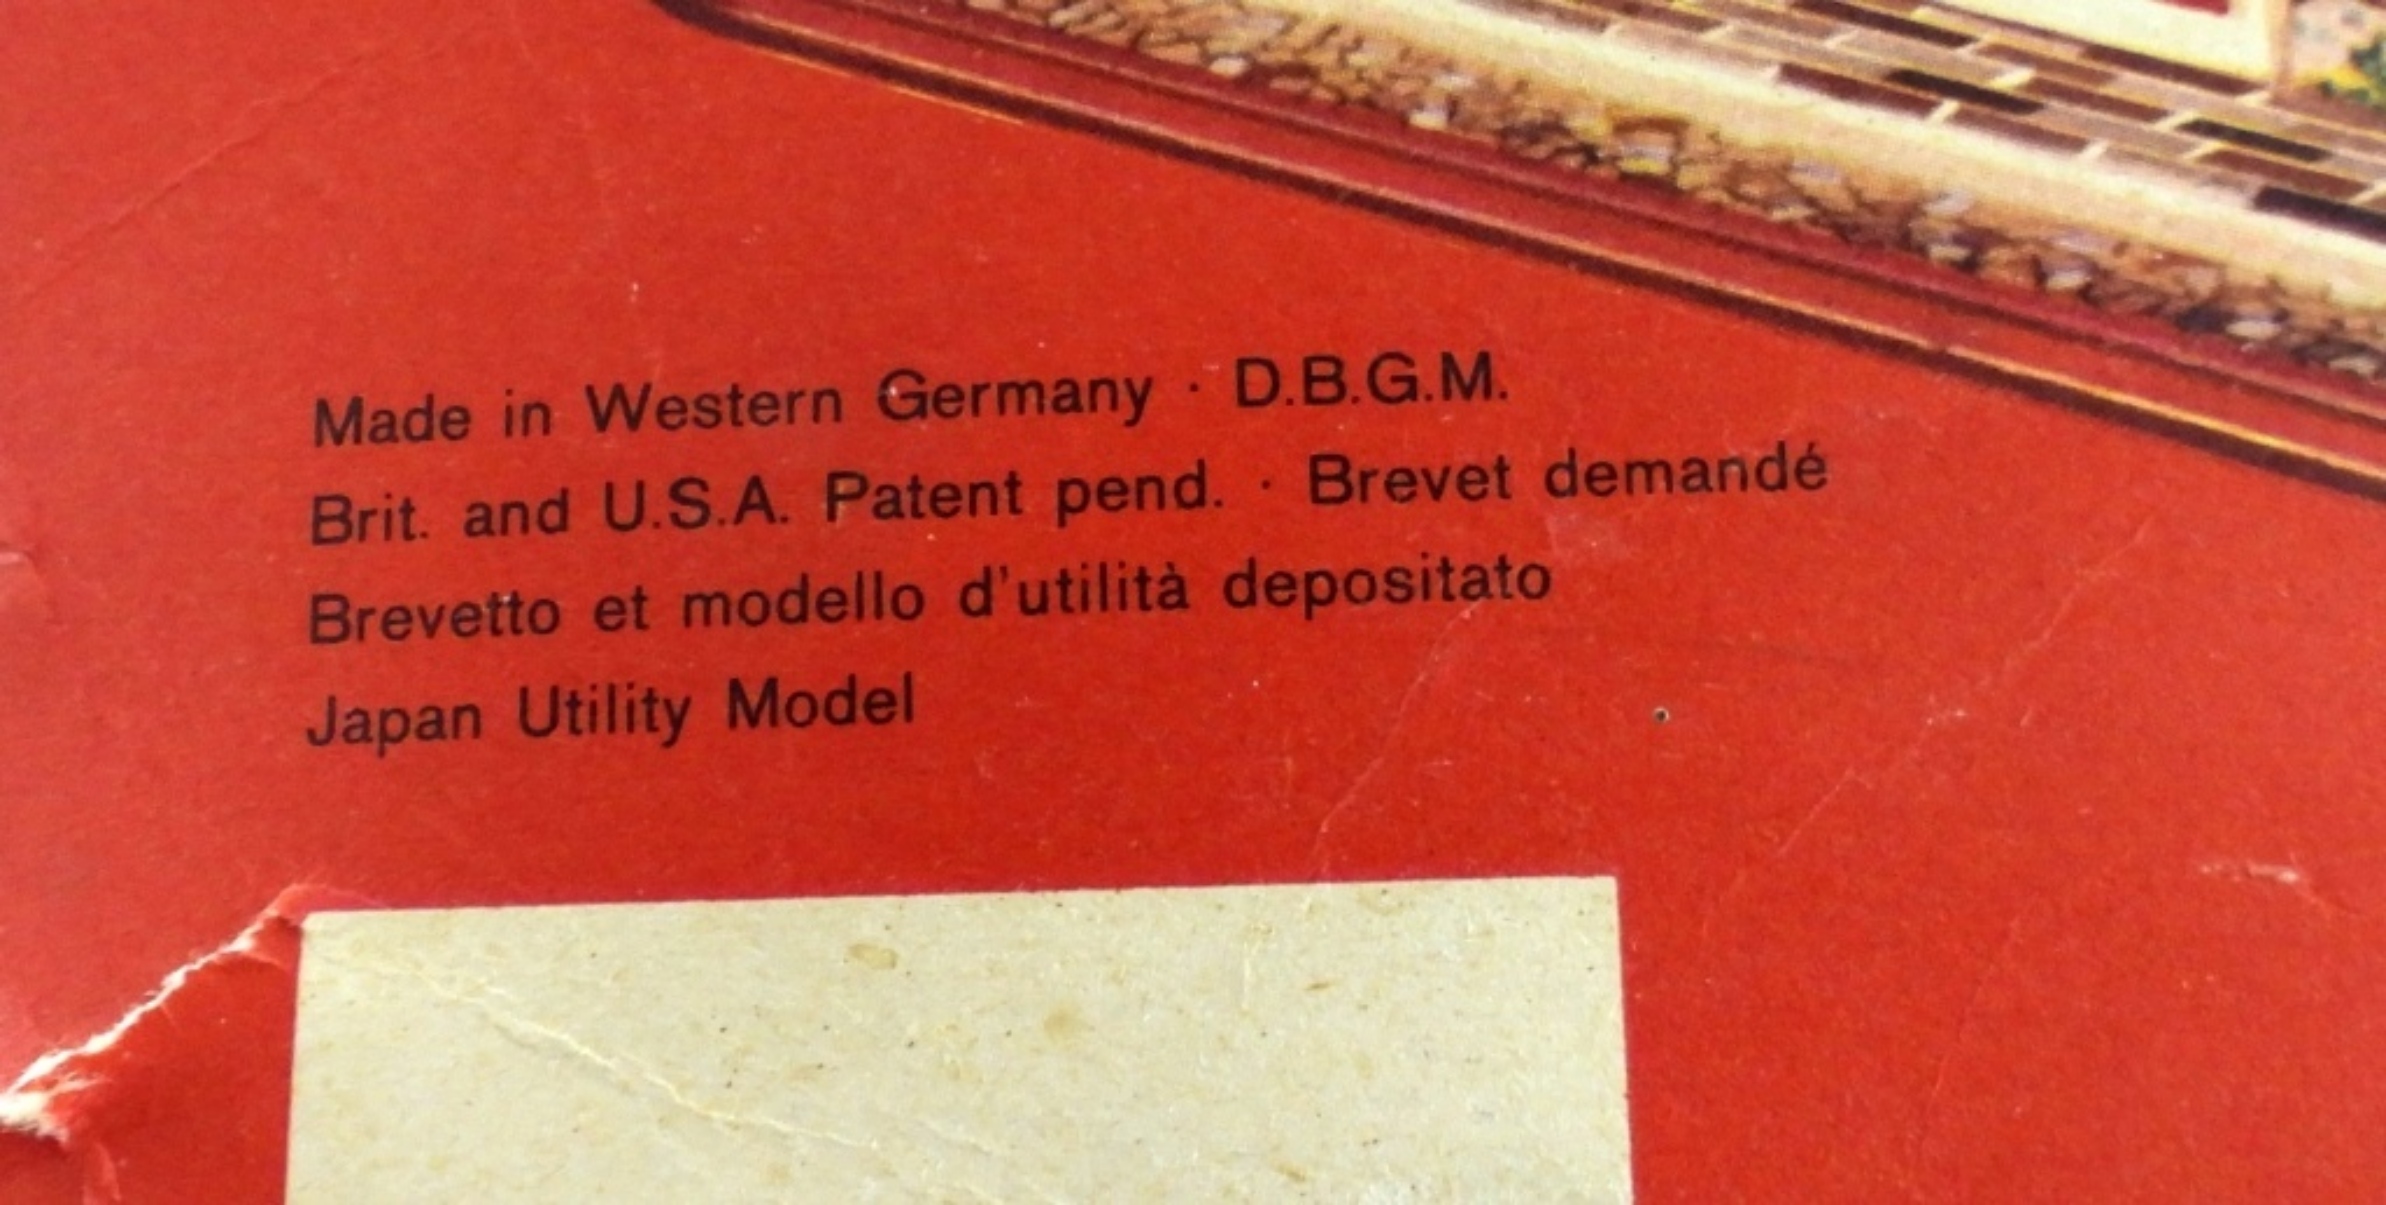 Made in Western Germany · D.B.G.M.
Brit. and U.S.A. Patent pend. · Brevet demandé
Brevetto et modello d'utilità depositato
Japan Utility Model